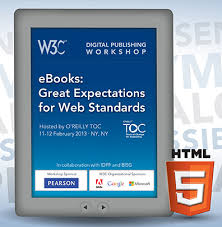 W3C
DIGITAL PUBLISHING
WORKSHOP
eBooks:
Great Expectations
for Web Standards
Hosted by O'REILLY TOC
11-12 February 2013 - NY, NY
TOC
In collaboration with IDPF and BISG
Workshop Sponsor
W3C Organizational Sponsors
PEARSON
Adobe
Google
Microsoft
HTML
5